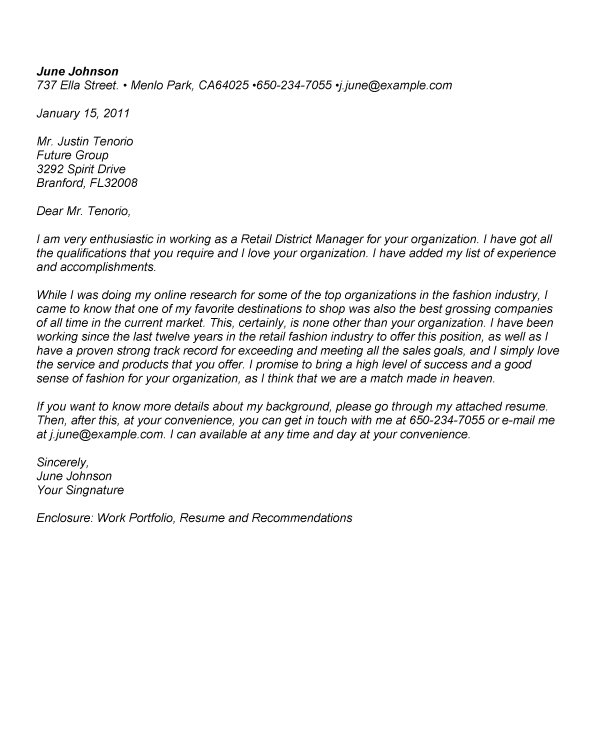 June Johnson
737 Ella Street. • Menlo Park, CA64025 •650-234-7055 •j.june@example.com
January 15, 2011
Mr. Justin Tenorio
Future Group
3292 Spirit Drive
Branford, FL32008
Dear Mr. Tenorio,
I am very enthusiastic in working as a Retail District Manager for your organization. I have got all
the qualifications that you require and I love your organization. I have added my list of experience
and accomplishments.
While I was doing my online research for some of the top organizations in the fashion industry, I
came to know that one of my favorite destinations to shop was also the best grossing companies
of all time in the current market. This, certainly, is none other than your organization. I have been
working since the last twelve years in the retail fashion industry to offer this position, as well as I
have a proven strong track record for exceeding and meeting all the sales goals, and I simply love
the service and products that you offer. I promise to bring a high level of success and a good
sense of fashion for your organization, as I think that we are a match made in heaven.
If you want to know more details about my background, please go through my attached resume.
Then, after this, at your convenience, you can get in touch with me at 650-234-7055 or e-mail me
at j.june@example.com. I can available at any time and day at your convenience.
Sincerely,
June Johnson
Your Singnature
Enclosure: Work Portfolio, Resume and Recommendations